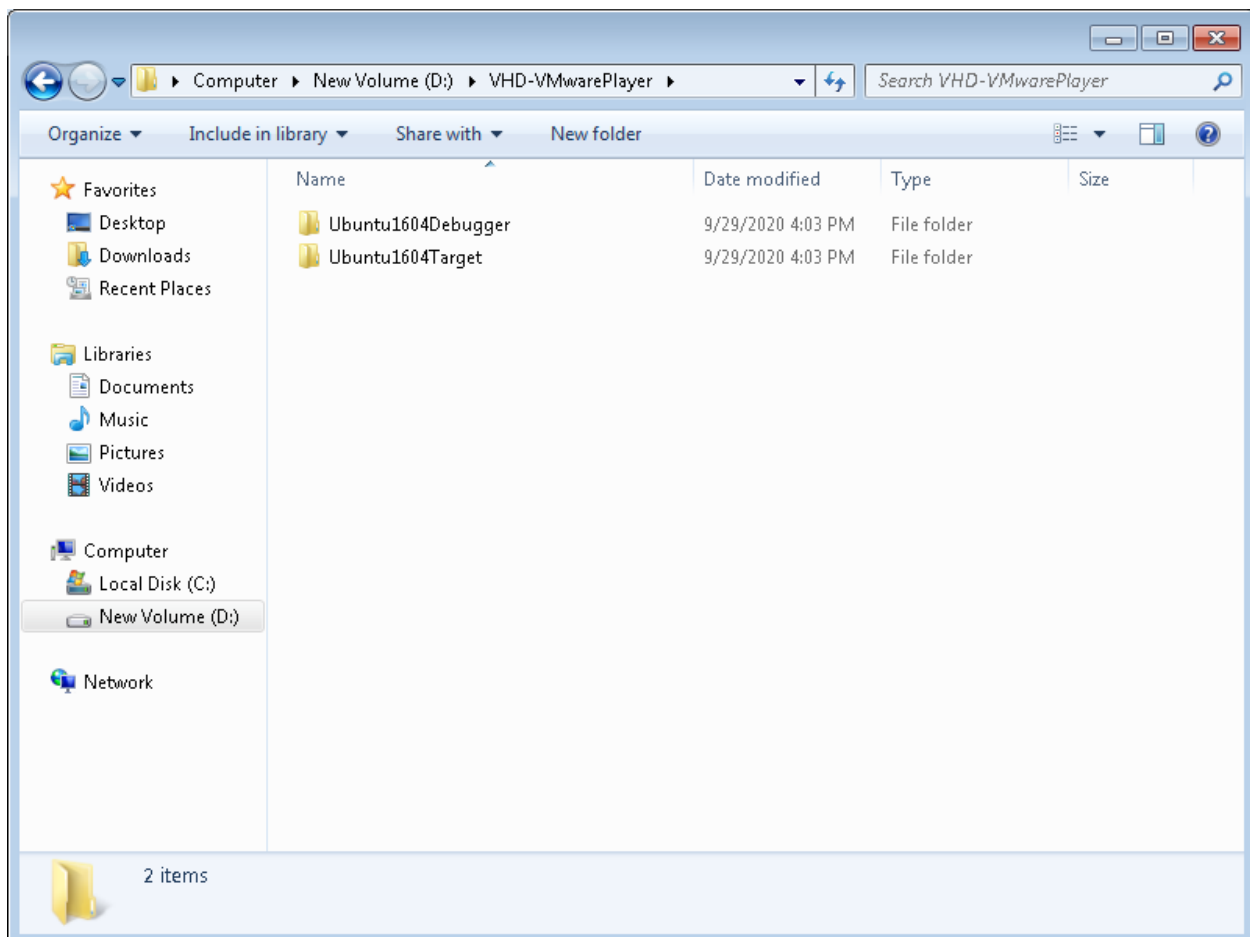 Computer New Volume (D:) VHD-VMwarePlayer Search VHD-VMwarePlayer
Organize Include in library Share with New folder
Name Date modified Type Size
Ubuntu1604Debugger 9/29/2020 4:03 PM File folder
Ubuntu1604Target 9/29/2020 4:03 PM File folder
Favorites
Desktop
Downloads
Recent Places
Libraries
Documents
Music
Pictures
Videos
Computer
Local Disk (C:)
New Volume (D:)
Network
2 items